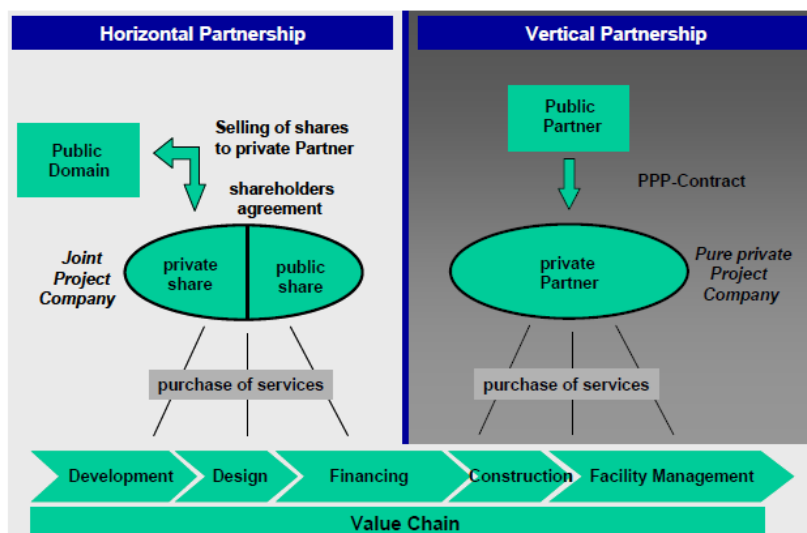 Horizontal Partnership
Public
Domain
Selling of shares
to private Partner
shareholders
agreement
Joint
Project
Company
private
share
public
share
purchase of services
Vertical Partnership
Public
Partner
PPP-Contract
private
Partner
Pure private
Project
Company
purchase of services
Development
Design
Financing
Construction
Facility Management
Value Chain